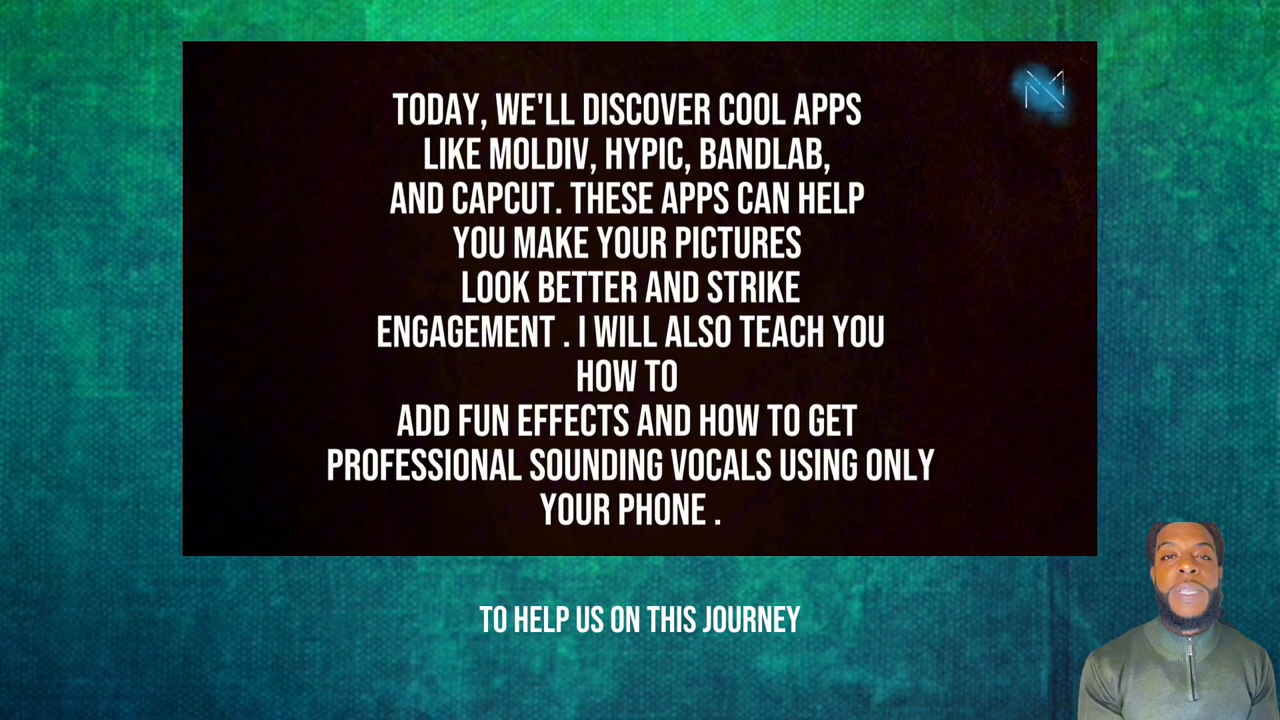 TODAY, WE'LL DISCOVER COOL APPS
LIKE MOLDIV, HYPIC, BANDLAB,
AND CAPCUT. THESE APPS CAN HELP
YOU MAKE YOUR PICTURES
LOOK BETTER AND STRIKE
ENGAGEMENT . I WILL ALSO TEACH YOU
HOW TO
ADD FUN EFFECTS AND HOW TO GET
PROFESSIONAL SOUNDING VOCALS USING ONLY
YOUR PHONE .
TO HELP US ON THIS JOURNEY